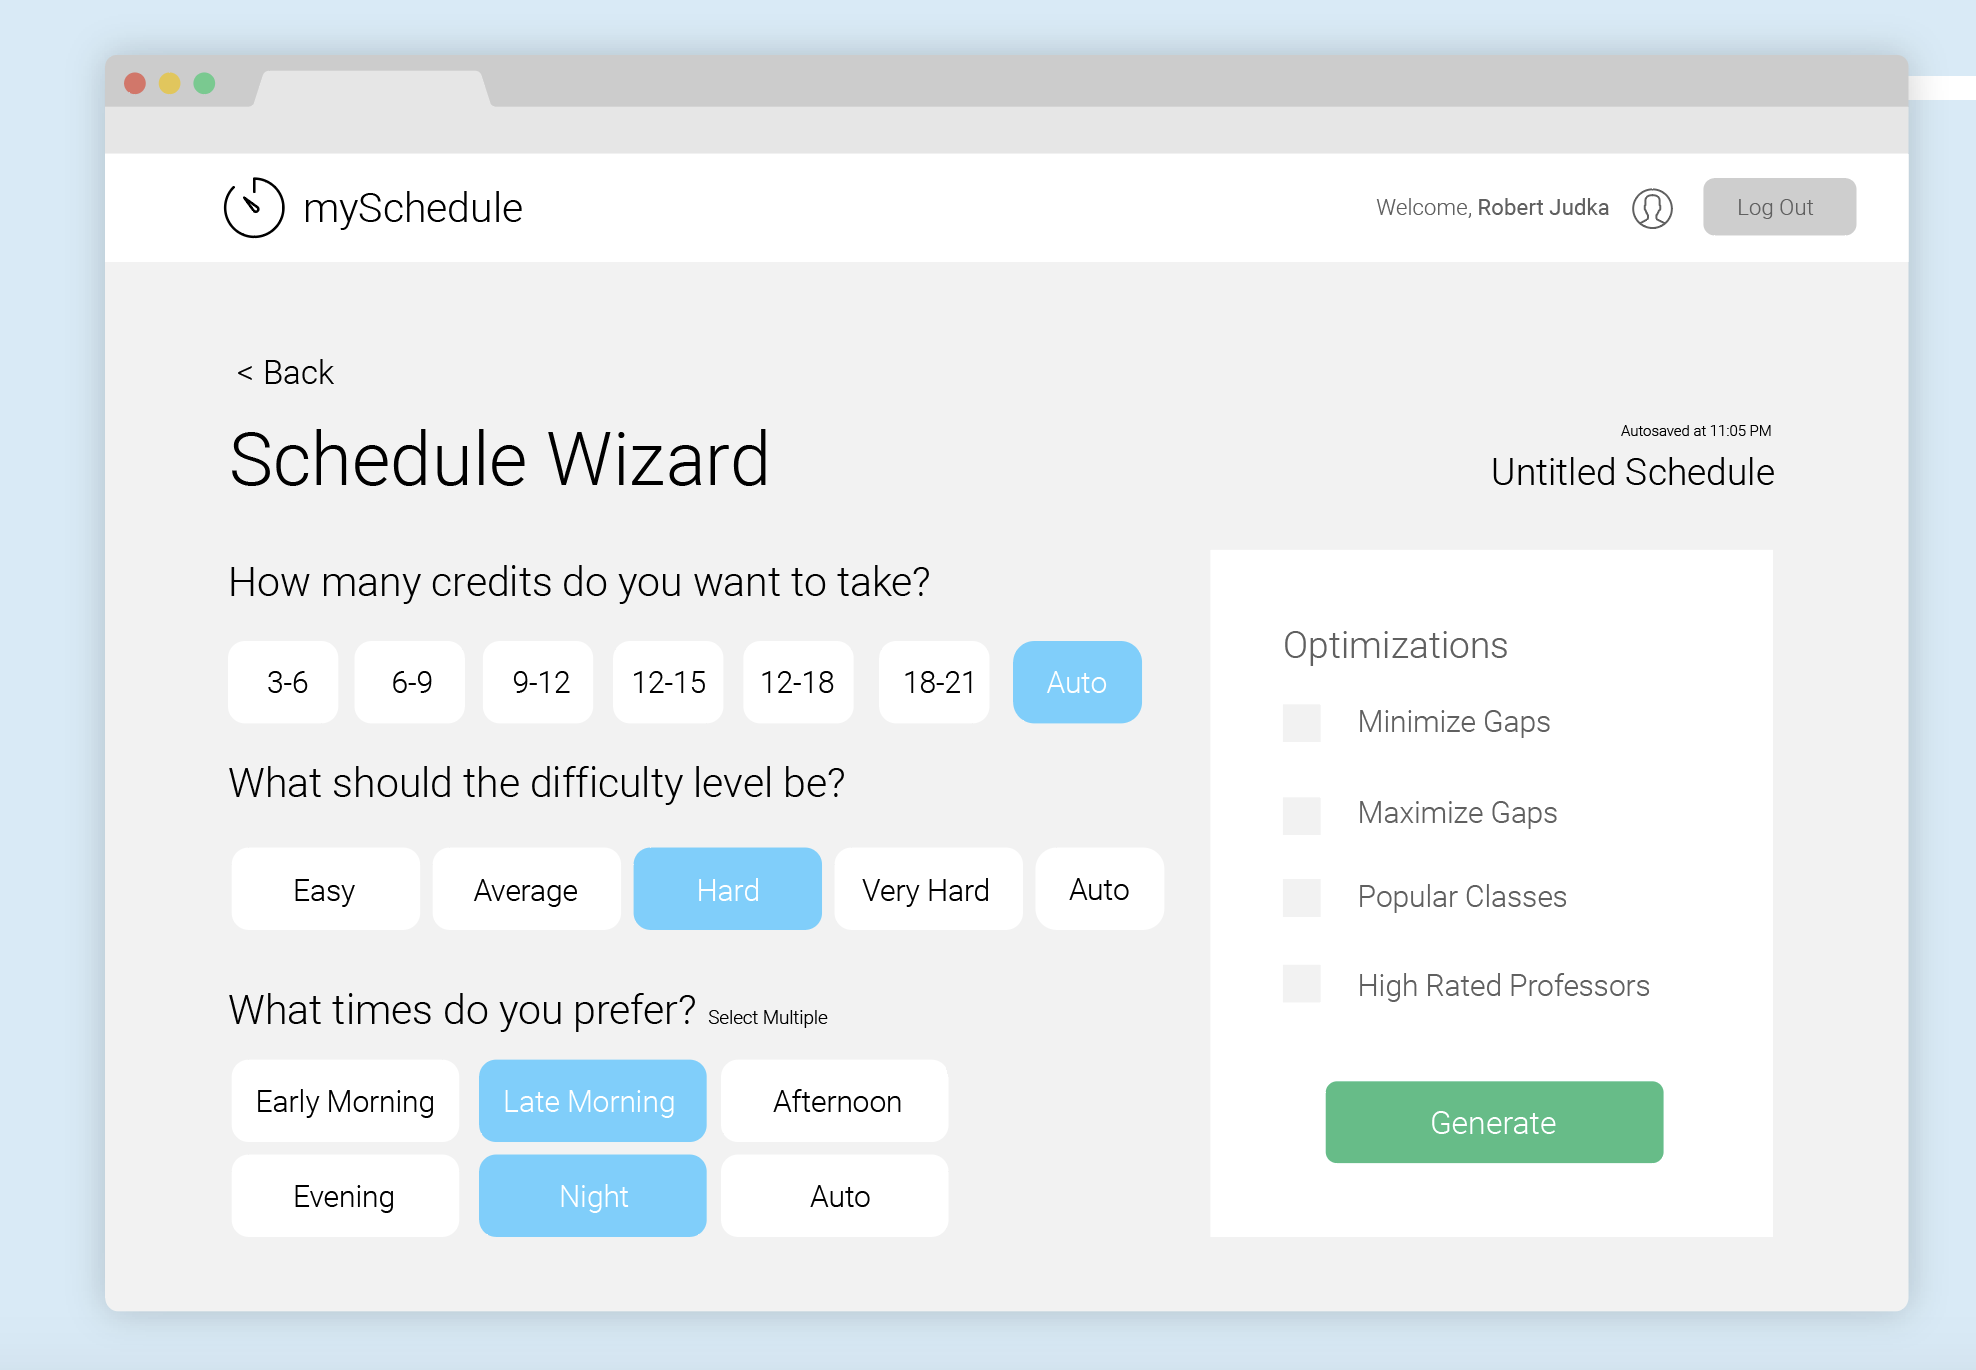 mySchedule
Welcome, Robert Judka
Log Out
< Back
Schedule Wizard
Autosaved at 11:05 PM
Untitled Schedule
How many credits do you want to take?
3-6 6-9 9-12 12-15 12-18 18-21 Auto
What should the difficulty level be?
Easy Average Hard Very Hard Auto
What times do you prefer? Select Multiple
Early Morning Late Morning Afternoon
Evening Night Auto
Optimizations
Minimize Gaps
Maximize Gaps
Popular Classes
High Rated Professors
Generate